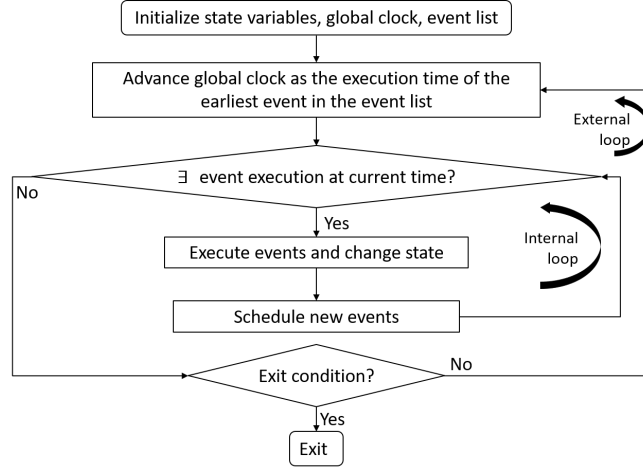 Initialize state variables, global clock, event list
Advance global clock as the execution time of the
earliest event in the event list
External
loop
∃ event execution at current time?
No
Yes
Internal
loop
Execute events and change state
Schedule new events
Exit condition?
No
Yes
Exit